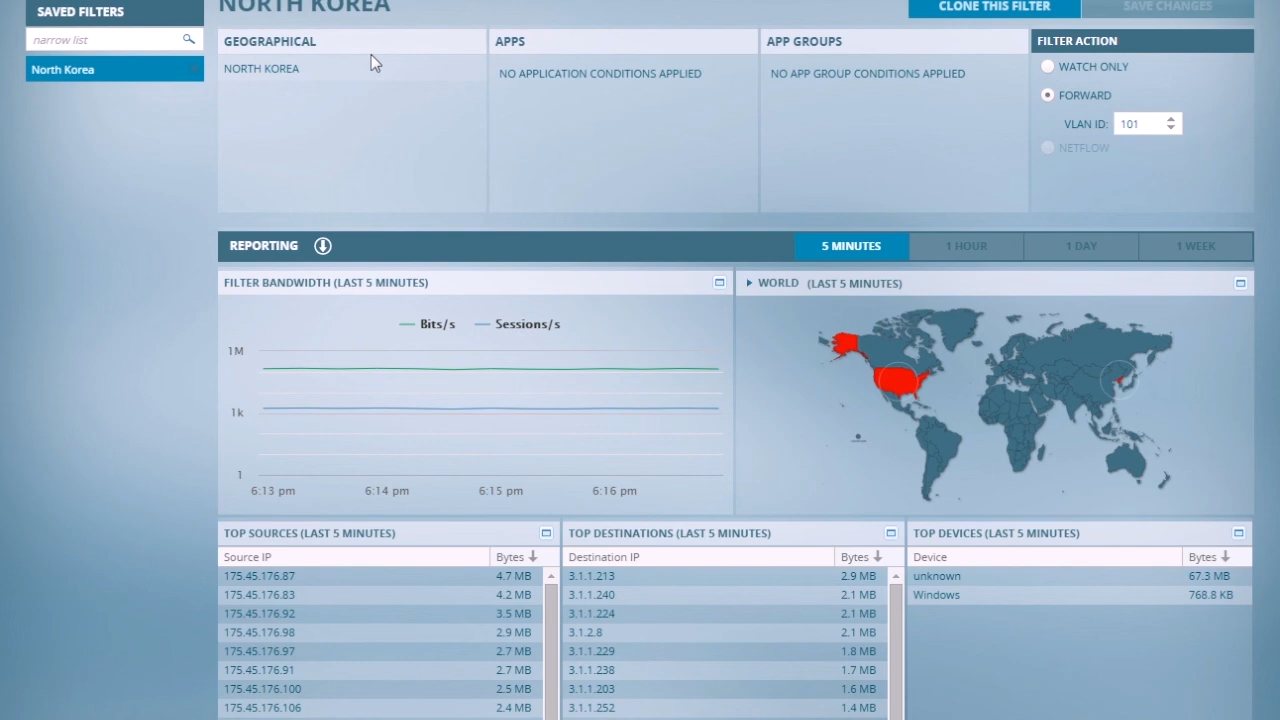 NORTH KOREA
CLONE THIS FILTER
SAVE CHANGES
SAVED FILTERS
narrow list
North Korea
GEOGRAPHICAL
NORTH KOREA
APPS
NO APPLICATION CONDITIONS APPLIED
APP GROUPS
NO APP GROUP CONDITIONS APPLIED
FILTER ACTION
WATCH ONLY
FORWARD
VLAN ID: 101
NETFLOW
REPORTING
5 MINUTES
1 HOUR
1 DAY
1 WEEK
FILTER BANDWIDTH (LAST 5 MINUTES)
Bits/s Sessions/s
1M
1k
1
6:13 pm 6:14 pm 6:15 pm 6:16 pm
WORLD (LAST 5 MINUTES)
TOP SOURCES (LAST 5 MINUTES)
Source IP Bytes
175.45.176.87 4.7 MB
175.45.176.83 4.2 MB
175.45.176.92 3.5 MB
175.45.176.98 2.9 MB
175.45.176.97 2.7 MB
175.45.176.91 2.7 MB
175.45.176.100 2.5 MB
175.45.176.106 2.4 MB
TOP DESTINATIONS (LAST 5 MINUTES)
Destination IP Bytes
3.1.1.213 2.9 MB
3.1.1.240 2.1 MB
3.1.1.224 2.1 MB
3.1.2.8 2.1 MB
3.1.1.229 1.8 MB
3.1.1.238 1.7 MB
3.1.1.203 1.6 MB
3.1.1.252 1.4 MB
TOP DEVICES (LAST 5 MINUTES)
Device Bytes
unknown 67.3 MB
Windows 768.8 KB